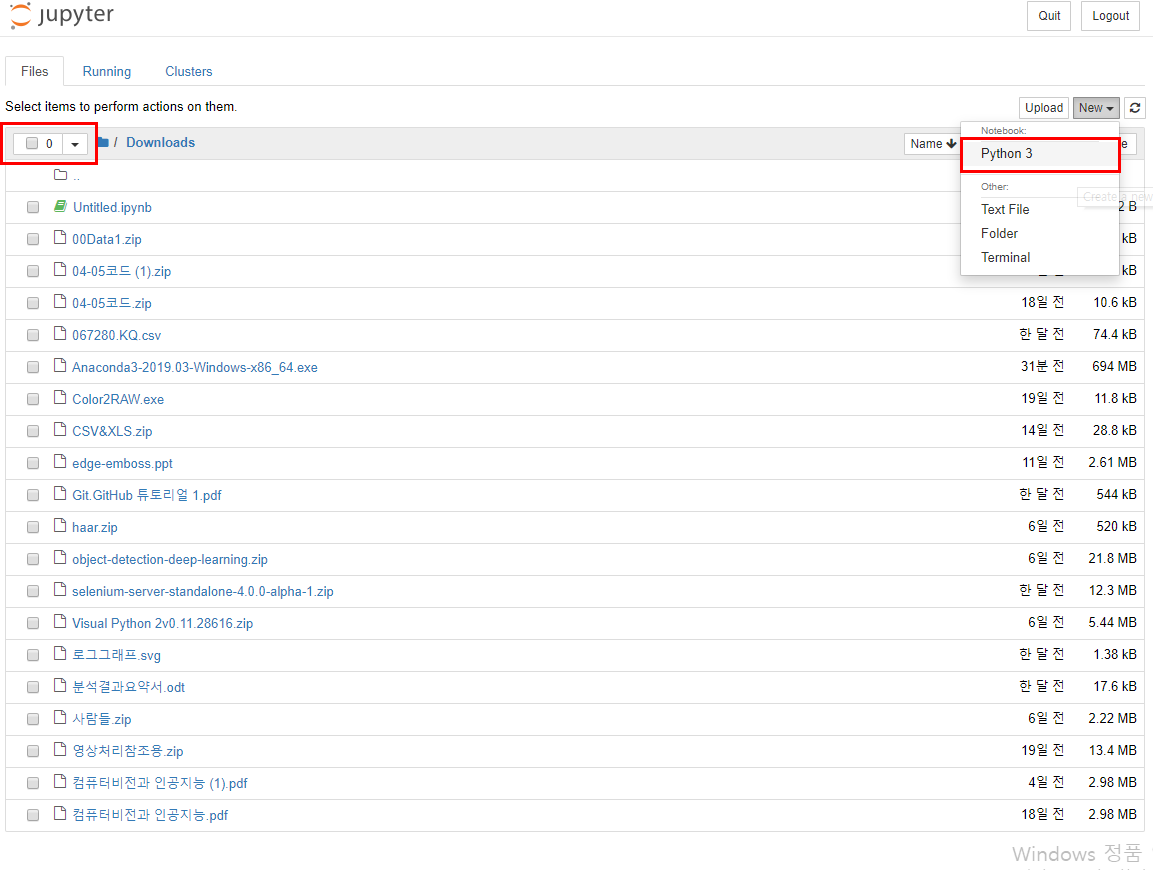 jupyter
Quit Logout
Files Running Clusters
Select items to perform actions on them.
Upload New
0 / Downloads Name
Notebook:
Python 3
Other:
Create a new
Text File
Folder
Terminal
..
Untitled.ipynb 2 B
00Data1.zip kB
04-05코드 (1).zip kB
04-05코드.zip 18일 전 10.6 kB
067280.KQ.csv 한 달 전 74.4 kB
Anaconda3-2019.03-Windows-x86_64.exe 31분 전 694 MB
Color2RAW.exe 19일 전 11.8 kB
CSV&XLS.zip 14일 전 28.8 kB
edge-emboss.ppt 11일 전 2.61 MB
Git.GitHub 튜토리얼 1.pdf 한 달 전 544 kB
haar.zip 6일 전 520 kB
object-detection-deep-learning.zip 6일 전 21.8 MB
selenium-server-standalone-4.0.0-alpha-1.zip 한 달 전 12.3 MB
Visual Python 2v0.11.28616.zip 6일 전 5.44 MB
로그그래프.svg 한 달 전 1.38 kB
분석결과요약서.odt 한 달 전 17.6 kB
사람들.zip 6일 전 2.22 MB
영상처리참조용.zip 19일 전 13.4 MB
컴퓨터비전과 인공지능 (1).pdf 4일 전 2.98 MB
컴퓨터비전과 인공지능.pdf 18일 전 2.98 MB
Windows 정품